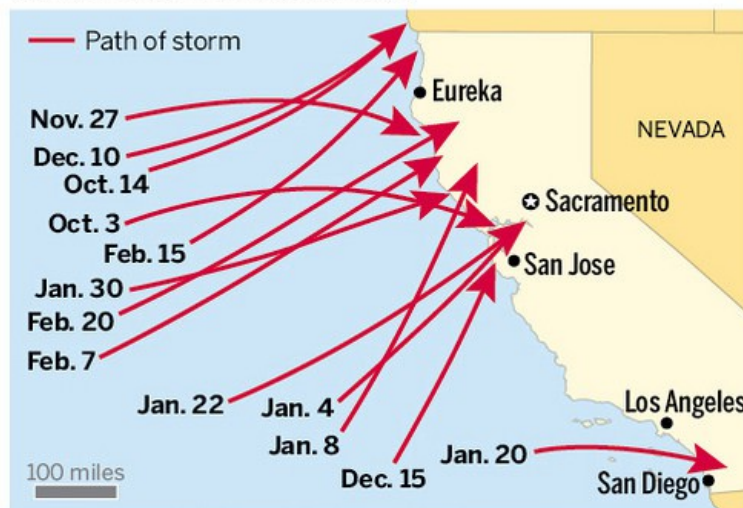 Path of storm
Eureka
Nov. 27
NEVADA
Dec. 10
Oct. 14
Sacramento
Oct. 3
Feb. 15
San Jose
Jan. 30
Feb. 20
Feb. 7
Jan. 22
Jan. 4
Los Angeles
Jan. 8
Jan. 20
100 miles
Dec. 15
San Diego